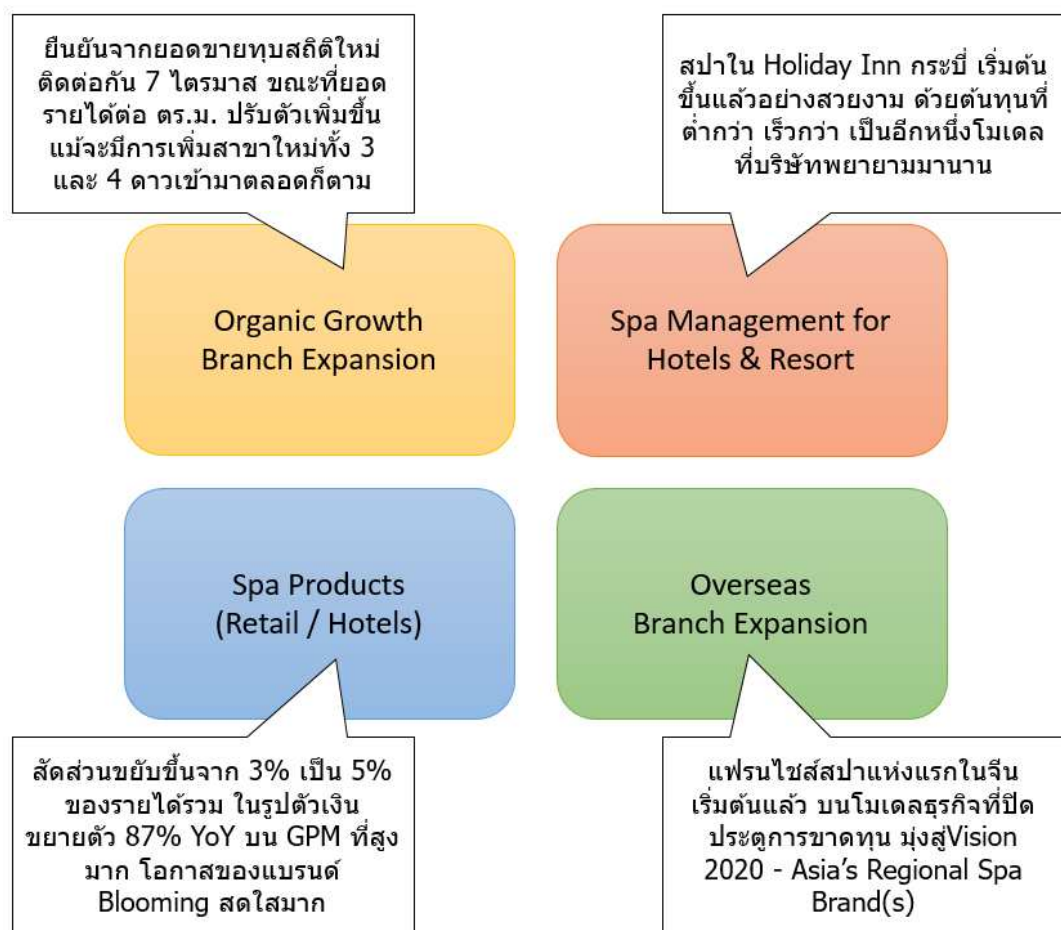 ยืนยันจากยอดขายทุบสถิติใหม่
ติดต่อกัน 7 ไตรมาส ขณะที่ยอด
รายได้ต่อ ตร.ม. ปรับตัวเพิ่มขึ้น
แม้จะมีการเพิ่มสาขาใหม่ทั้ง 3
และ 4 ดาวเข้ามาตลอดก็ตาม
สปาใน Holiday Inn กระบี่ เริ่มต้น
ขึ้นแล้วอย่างสวยงาม ด้วยต้นทุนที่
ต่ำกว่า เร็วกว่า เป็นอีกหนึ่งโมเดล
ที่บริษัทพยายามมานาน
Organic Growth
Branch Expansion
Spa Management for
Hotels & Resort
Spa Products
(Retail / Hotels)
Overseas
Branch Expansion
สัดส่วนขยับขึ้นจาก 3% เป็น 5%
ของรายได้รวม ในรูปตัวเงิน
ขยายตัว 87% YoY บน GPM ที่สูง
มาก โอกาสของแบรนด์
Blooming สดใสมาก
แฟรนไชส์สปาแห่งแรกในจีน
เริ่มต้นแล้ว บนโมเดลธุรกิจที่ปิด
ประตูการขาดทุน มุ่งสู่Vision
2020 - Asia’s Regional Spa
Brand(s)